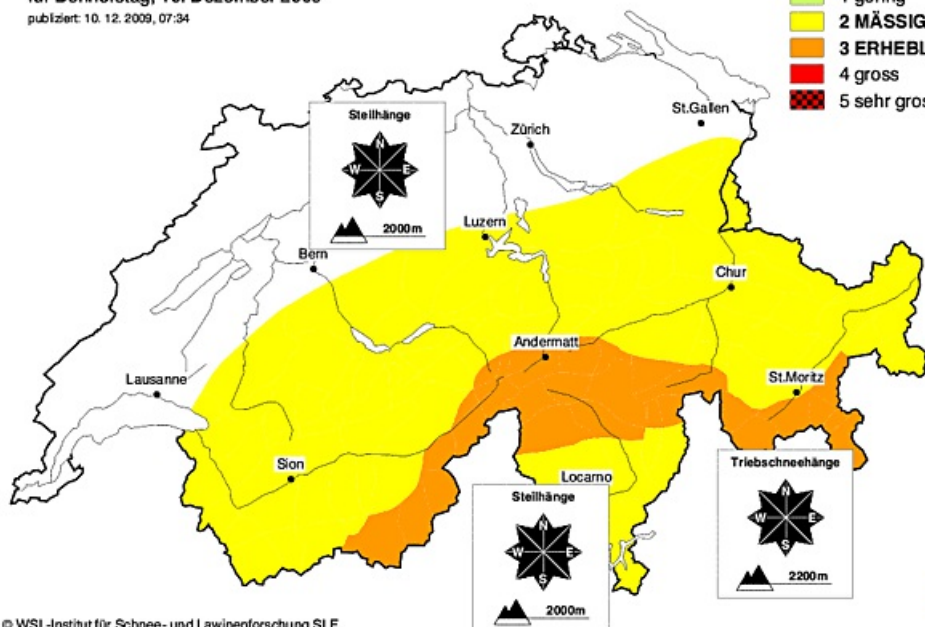 publiziert: 10. 12. 2009, 07:34
2 MÄSSIG
3 ERHEBL
4 gross
5 sehr gros
St.Gallen
Zürich
Steilhänge
N
W E
S
2000m
Luzern
Bern
Chur
Andermatt
Lausanne
St.Moritz
Sion
Locarno
Triebschneehänge
N
W E
S
2200m
Steilhänge
N
W E
S
2000m
© WSL-Institut für Schnee- und Lawinenforschung SLF